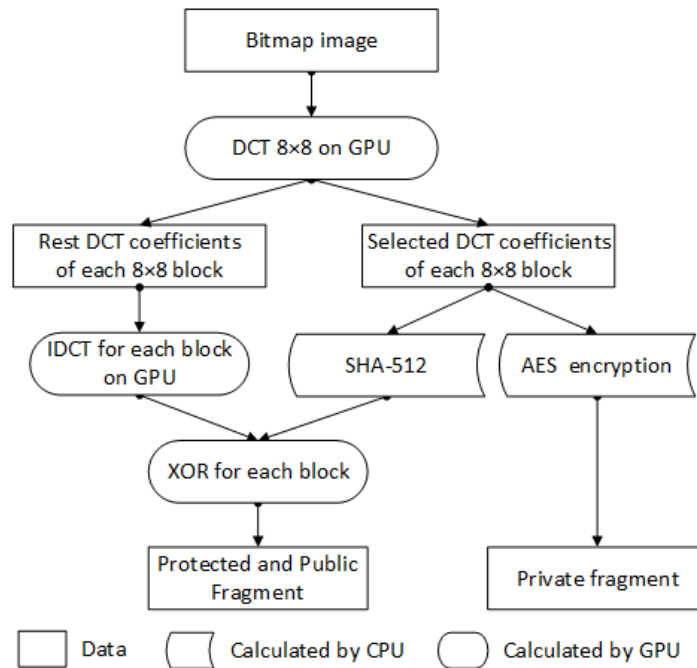 Bitmap image
DCT 8×8 on GPU
Rest DCT coefficients
of each 8×8 block
Selected DCT coefficients
of each 8×8 block
IDCT for each block
on GPU
SHA-512
AES encryption
XOR for each block
Protected and Public
Fragment
Private fragment
Data
Calculated by CPU
Calculated by GPU